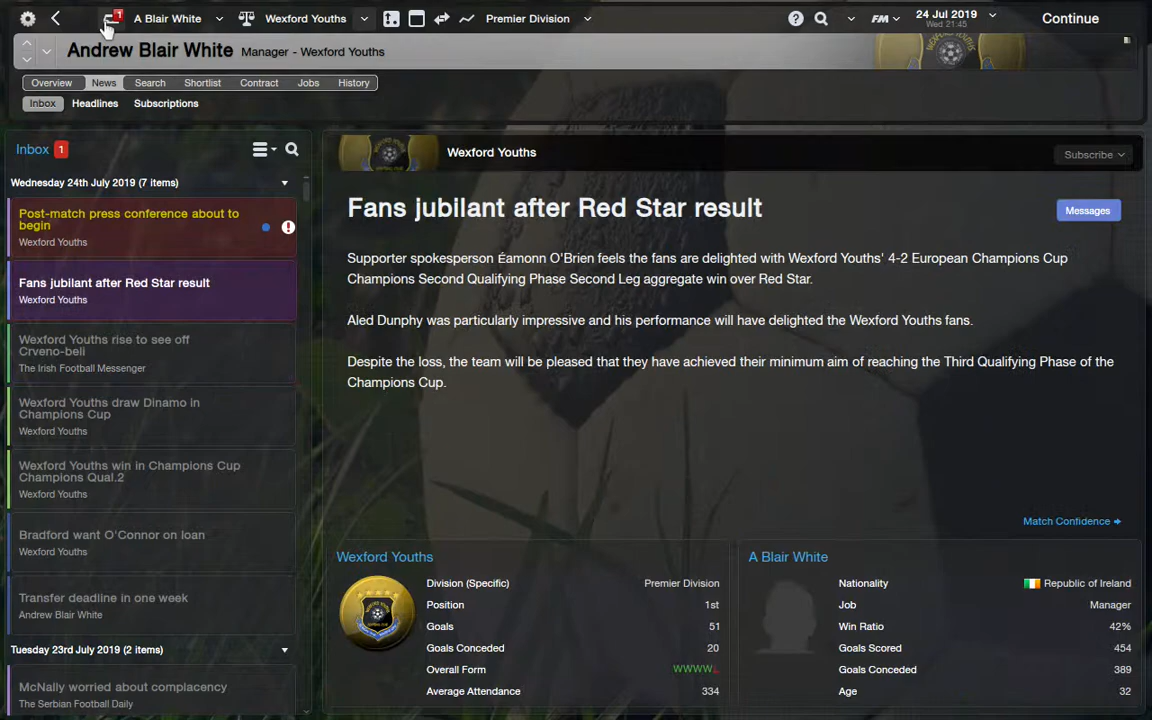 1 A Blair White Wexford Youths Premier Division ? FM 24 Jul 2019 Continue
Wed 21:45
Andrew Blair White Manager - Wexford Youths
Overview News Search Shortlist Contract Jobs History
Inbox Headlines Subscriptions
Inbox 1
Wednesday 24th July 2019 (7 items)
Post-match press conference about to
begin
Wexford Youths
Fans jubilant after Red Star result
Wexford Youths
Wexford Youths rise to see off
Crveno-beli
The Irish Football Messenger
Wexford Youths draw Dinamo in
Champions Cup
Wexford Youths
Wexford Youths win in Champions Cup
Champions Qual.2
Wexford Youths
Bradford want O'Connor on loan
Wexford Youths
Transfer deadline in one week
Andrew Blair White
Tuesday 23rd July 2019 (2 items)
McNally worried about complacency
The Serbian Football Daily
Wexford Youths
Subscribe
Fans jubilant after Red Star result
Messages
Supporter spokesperson Éamonn O'Brien feels the fans are delighted with Wexford Youths' 4-2 European Champions Cup
Champions Second Qualifying Phase Second Leg aggregate win over Red Star.
Aled Dunphy was particularly impressive and his performance will have delighted the Wexford Youths fans.
Despite the loss, the team will be pleased that they have achieved their minimum aim of reaching the Third Qualifying Phase of the
Champions Cup.
Match Confidence
Wexford Youths
Division (Specific) Premier Division
Position 1st
Goals 51
Goals Conceded 20
Overall Form WWWWL
Average Attendance 334
A Blair White
Nationality Republic of Ireland
Job Manager
Win Ratio 42%
Goals Scored 454
Goals Conceded 389
Age 32